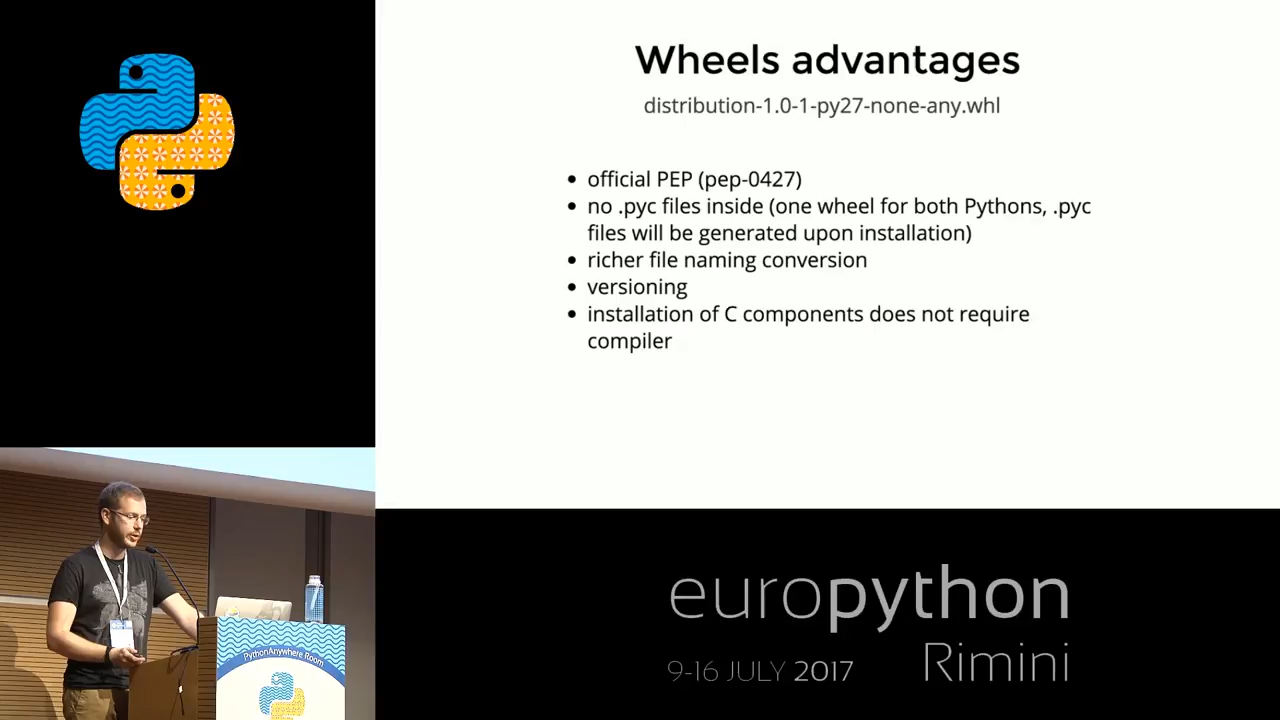 Wheels advantages
distribution-1.0-1-py27-none-any.whl
official PEP (pep-0427)
no .pyc files inside (one wheel for both Pythons, .pyc
files will be generated upon installation)
richer file naming conversion
versioning
installation of C components does not require
compiler
PythonAnywhere Room
europython
Rimini
9-16 JULY 2017